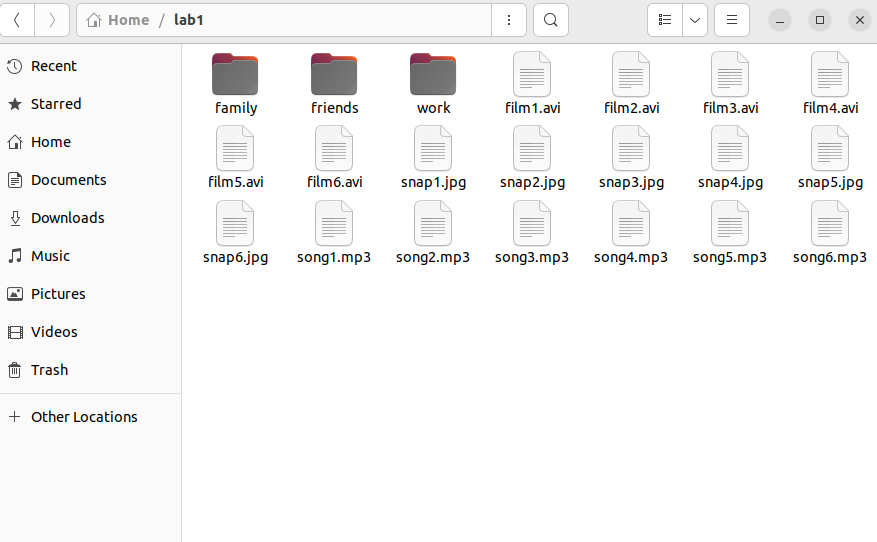 Home / lab1
Recent
Starred
Home
Documents
Downloads
Music
Pictures
Videos
Trash
Other Locations
family friends work film1.avi film2.avi film3.avi film4.avi
film5.avi film6.avi snap1.jpg snap2.jpg snap3.jpg snap4.jpg snap5.jpg
snap6.jpg song1.mp3 song2.mp3 song3.mp3 song4.mp3 song5.mp3 song6.mp3